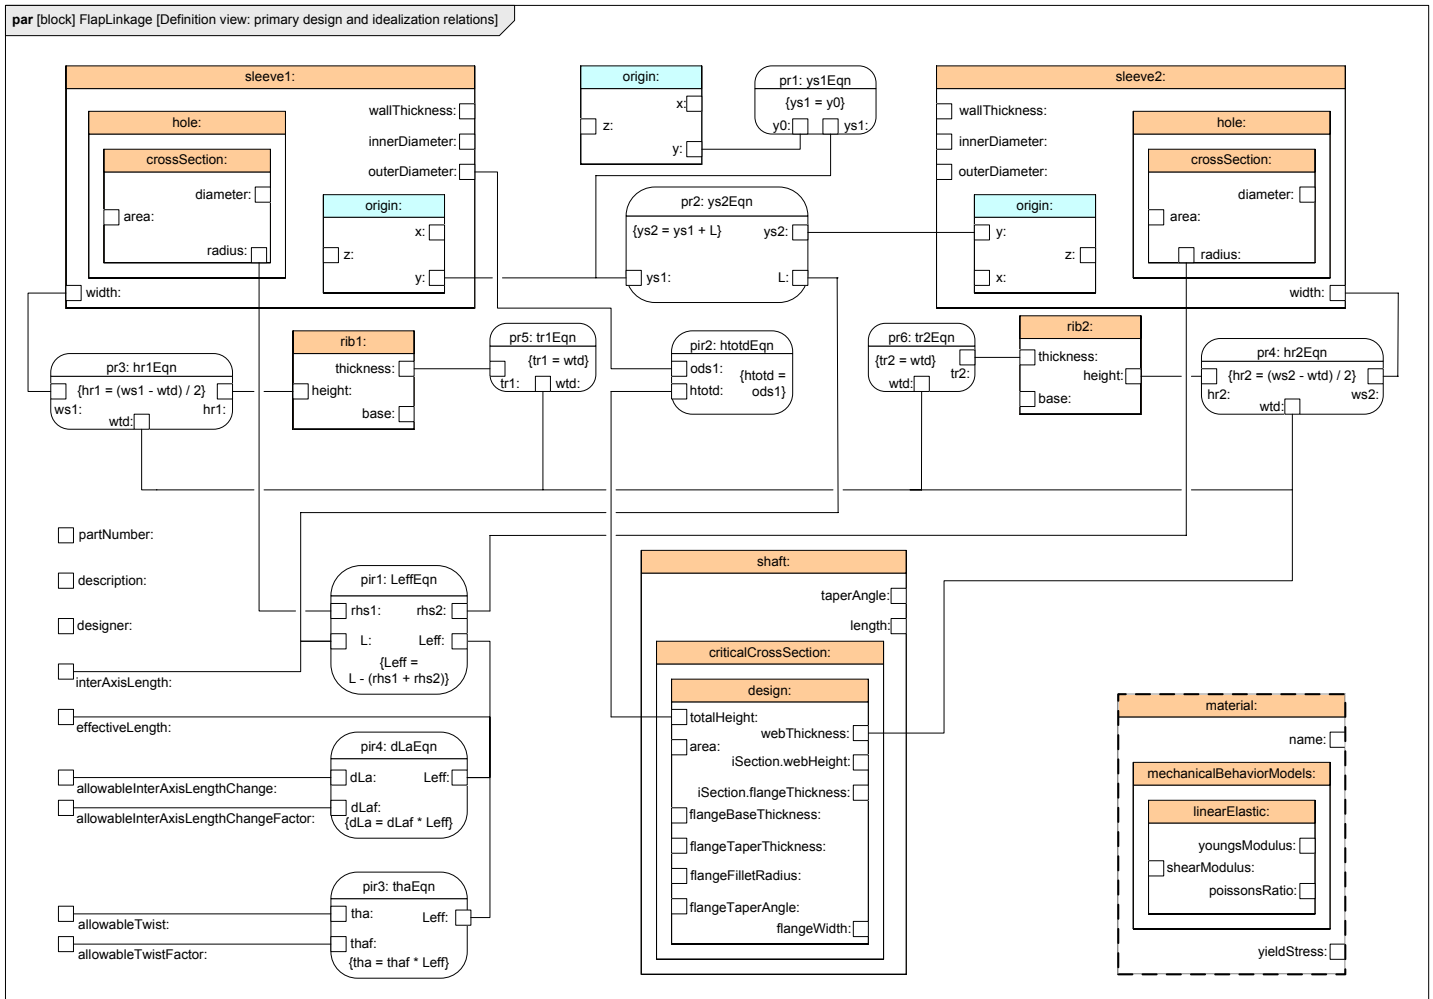 par [block] FlapLinkage [Definition view: primary design and idealization relations]
sleeve1:
wallThickness:
hole:
innerDiameter:
crossSection:
outerDiameter:
diameter:
area:
origin:
x:
z:
radius:
y:
width:
origin:
x:
z:
y:
pr1: ys1Eqn
{ys1 = y0}
y0:
ys1:
pr2: ys2Eqn
{ys2 = ys1 + L}
ys2:
ys1:
L:
sleeve2:
wallThickness:
hole:
innerDiameter:
crossSection:
outerDiameter:
diameter:
origin:
area:
y:
z:
radius:
x:
width:
pr3: hr1Eqn
{hr1 = (ws1 - wtd) / 2}
ws1:
hr1:
wtd:
rib1:
thickness:
height:
base:
pr5: tr1Eqn
{tr1 = wtd}
tr1:
wtd:
pir2: htotdEqn
ods1:
{htotd =
htotd:
ods1}
pr6: tr2Eqn
{tr2 = wtd}
tr2:
wtd:
rib2:
thickness:
height:
base:
pr4: hr2Eqn
{hr2 = (ws2 - wtd) / 2}
hr2:
ws2:
wtd:
partNumber:
description:
designer:
interAxisLength:
effectiveLength:
allowableInterAxisLengthChange:
allowableInterAxisLengthChangeFactor:
allowableTwist:
allowableTwistFactor:
pir1: LeffEqn
rhs1:
rhs2:
L:
Leff:
{Leff =
L - (rhs1 + rhs2)}
pir4: dLaEqn
dLa:
Leff:
dLaf:
{dLa = dLaf * Leff}
pir3: thaEqn
tha:
Leff:
thaf:
{tha = thaf * Leff}
shaft:
taperAngle:
length:
criticalCrossSection:
design:
totalHeight:
webThickness:
area:
iSection.webHeight:
iSection.flangeThickness:
flangeBaseThickness:
flangeTaperThickness:
flangeFilletRadius:
flangeTaperAngle:
flangeWidth:
material:
name:
mechanicalBehaviorModels:
linearElastic:
youngsModulus:
shearModulus:
poissonsRatio:
yieldStress: